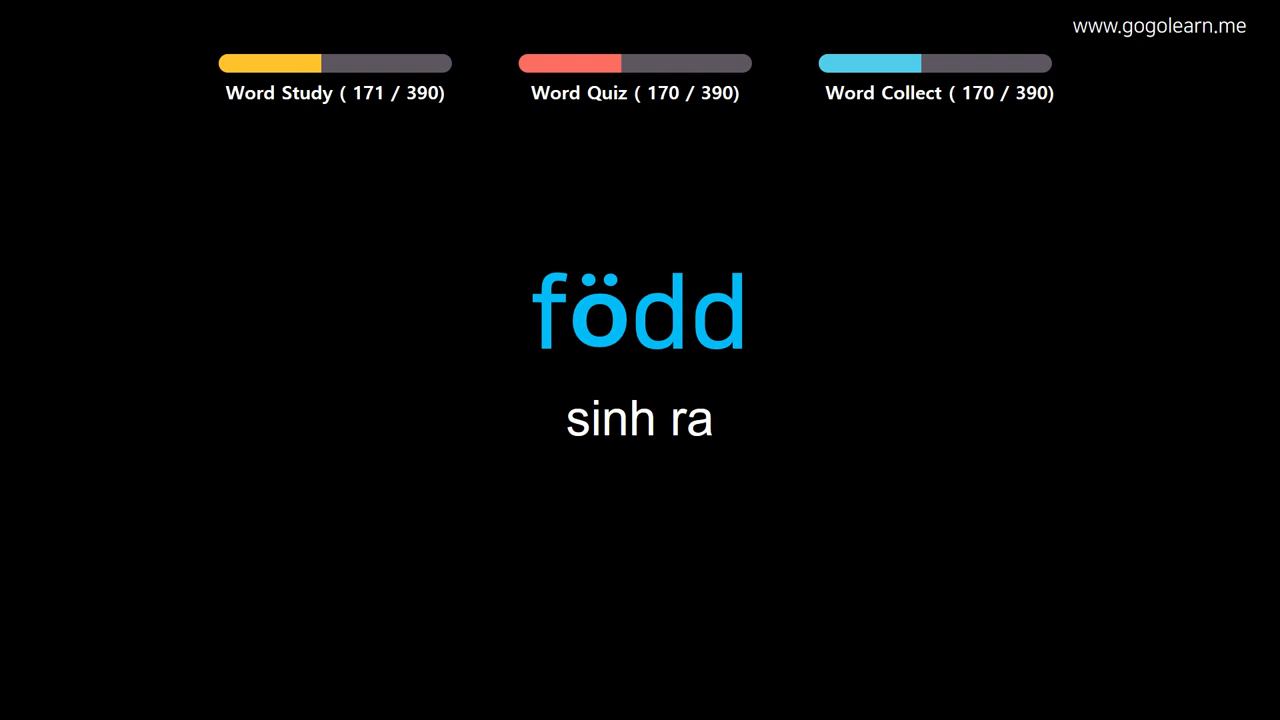 www.gogolearn.me
Word Study ( 171 / 390)
Word Quiz ( 170 / 390)
Word Collect ( 170 / 390)
född
sinh ra